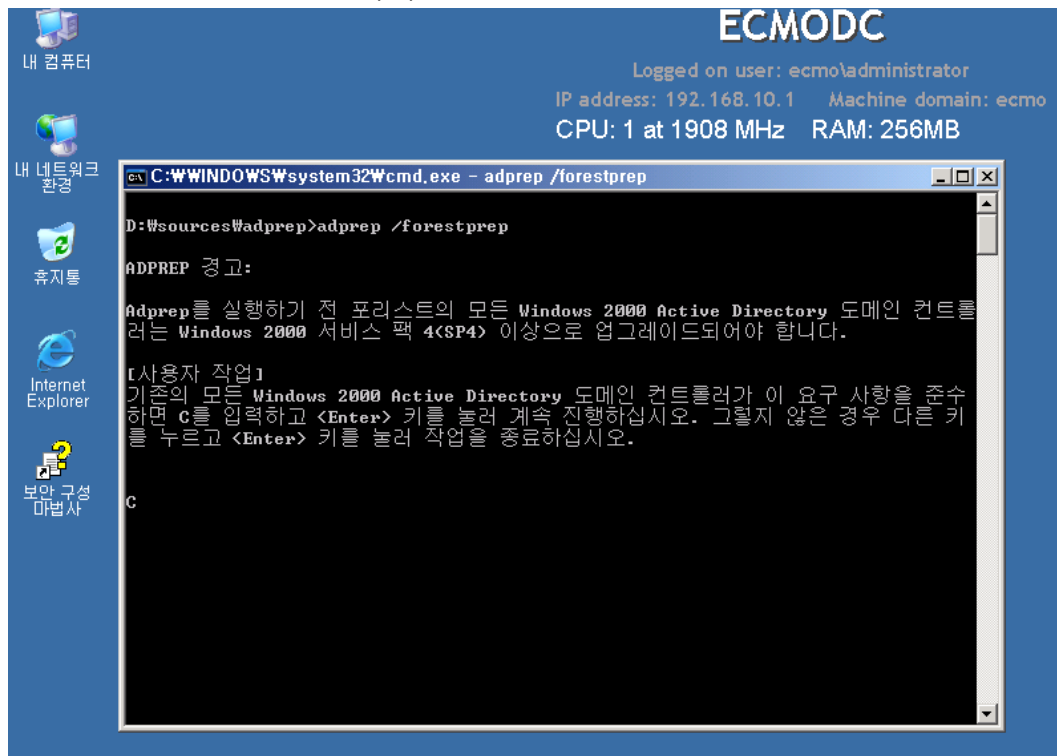 ECMODC
Logged on user: ecmo\administrator
IP address: 192.168.10.1 Machine domain: ecmo
CPU: 1 at 1908 MHz RAM: 256MB
내 컴퓨터
내 네트워크
환경
휴지통
Internet
Explorer
보안 구성
마법사
C:₩WINDOWS₩system32₩cmd.exe - adprep /forestprep
D:₩sources₩adprep>adprep /forestprep
ADPREP 경고:
Adprep를 실행하기 전 포리스트의 모든 Windows 2000 Active Directory 도메인 컨트롤
러는 Windows 2000 서비스 팩 4(SP4) 이상으로 업그레이드되어야 합니다.
[사용자 작업]
기존의 모든 Windows 2000 Active Directory 도메인 컨트롤러가 이 요구 사항을 준수
하면 C를 입력하고 <Enter> 키를 눌러 계속 진행하십시오. 그렇지 않은 경우 다른 키
를 누르고 <Enter> 키를 눌러 작업을 종료하십시오.
C